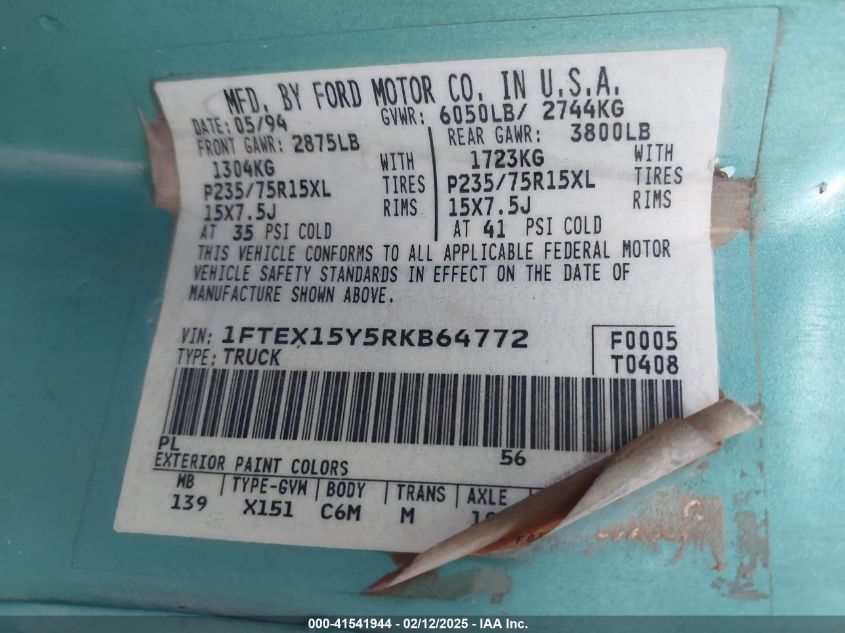 MFD. BY FORD MOTOR CO. IN U.S.A.
DATE: 05/94 GVWR: 6050LB/ 2744KG
FRONT GAWR: 2875LB REAR GAWR: 3800LB
1304KG WITH 1723KG WITH
P235/75R15XL TIRES P235/75R15XL TIRES
15X7.5J RIMS 15X7.5J RIMS
AT 35 PSI COLD AT 41 PSI COLD
THIS VEHICLE CONFORMS TO ALL APPLICABLE FEDERAL MOTOR
VEHICLE SAFETY STANDARDS IN EFFECT ON THE DATE OF
MANUFACTURE SHOWN ABOVE.
VIN: 1FTEX15Y5RKB64772 F0005
TYPE: TRUCK T0408
PL 56
EXTERIOR PAINT COLORS
WB TYPE-GVW BODY TRANS AXLE
139 X151 C6M M
000-41541944 - 02/12/2025 - IAA Inc.